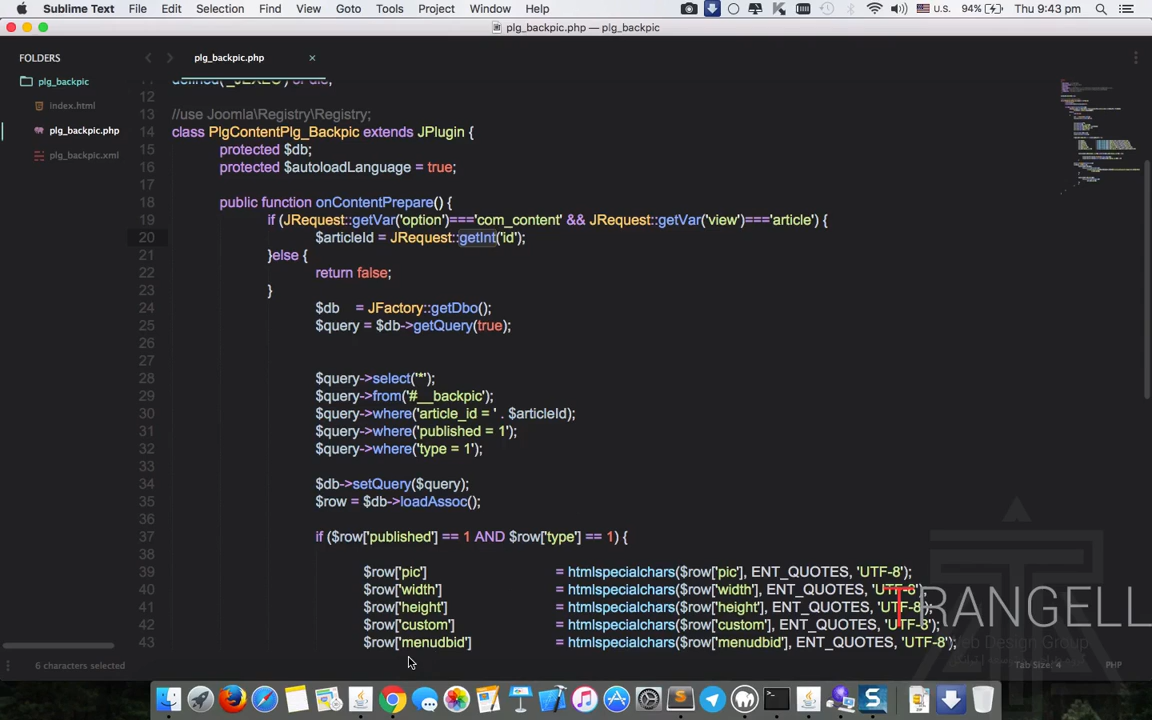 Sublime Text File Edit Selection Find View Goto Tools Project Window Help U.S. 94% Thu 9:43 pm
plg_backpic.php — plg_backpic
FOLDERS
plg_backpic
index.html
plg_backpic.php
plg_backpic.xml
plg_backpic.php
12
13 //use Joomla\Registry\Registry;
14 class PlgContentPlg_Backpic extends JPlugin {
15 protected $db;
16 protected $autoloadLanguage = true;
17
18 public function onContentPrepare() {
19 if (JRequest::getVar('option')==='com_content' && JRequest::getVar('view')==='article') {
20 $articleId = JRequest::getInt('id');
21 }else {
22 return false;
23 }
24 $db = JFactory::getDbo();
25 $query = $db->getQuery(true);
26
27
28 $query->select('*');
29 $query->from('#__backpic');
30 $query->where('article_id = ' . $articleId);
31 $query->where('published = 1');
32 $query->where('type = 1');
33
34 $db->setQuery($query);
35 $row = $db->loadAssoc();
36
37 if ($row['published'] == 1 AND $row['type'] == 1) {
38
39 $row['pic'] = htmlspecialchars($row['pic'], ENT_QUOTES, 'UTF-8');
40 $row['width'] = htmlspecialchars($row['width'], ENT_QUOTES, 'UTF-8');
41 $row['height'] = htmlspecialchars($row['height'], ENT_QUOTES, 'UTF-8');
42 $row['custom'] = htmlspecialchars($row['custom'], ENT_QUOTES, 'UTF-8');
43 $row['menudbid'] = htmlspecialchars($row['menudbid'], ENT_QUOTES, 'UTF-8');
TRANGELL
Web Design Group
6 characters selected
Tab Size: 4 PHP